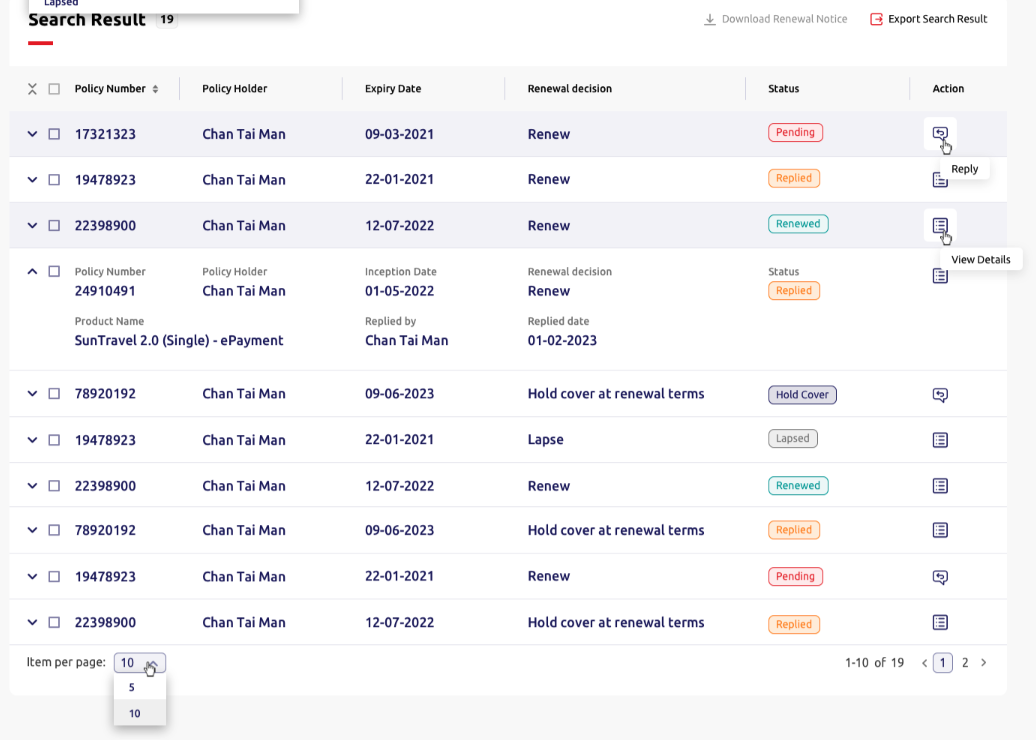 Lapsed
Search Result 19
Download Renewal Notice Export Search Result
Policy Number Policy Holder Expiry Date Renewal decision Status Action
17321323 Chan Tai Man 09-03-2021 Renew Pending
Reply
19478923 Chan Tai Man 22-01-2021 Renew Replied
22398900 Chan Tai Man 12-07-2022 Renew Renewed
View Details
Policy Number Policy Holder Inception Date Renewal decision Status
24910491 Chan Tai Man 01-05-2022 Renew Replied
Product Name Replied by Replied date
SunTravel 2.0 (Single) - ePayment Chan Tai Man 01-02-2023
78920192 Chan Tai Man 09-06-2023 Hold cover at renewal terms Hold Cover
19478923 Chan Tai Man 22-01-2021 Lapse Lapsed
22398900 Chan Tai Man 12-07-2022 Renew Renewed
78920192 Chan Tai Man 09-06-2023 Hold cover at renewal terms Replied
19478923 Chan Tai Man 22-01-2021 Renew Pending
22398900 Chan Tai Man 12-07-2022 Hold cover at renewal terms Replied
Item per page: 10 1-10 of 19 < 1 2 >
5
10